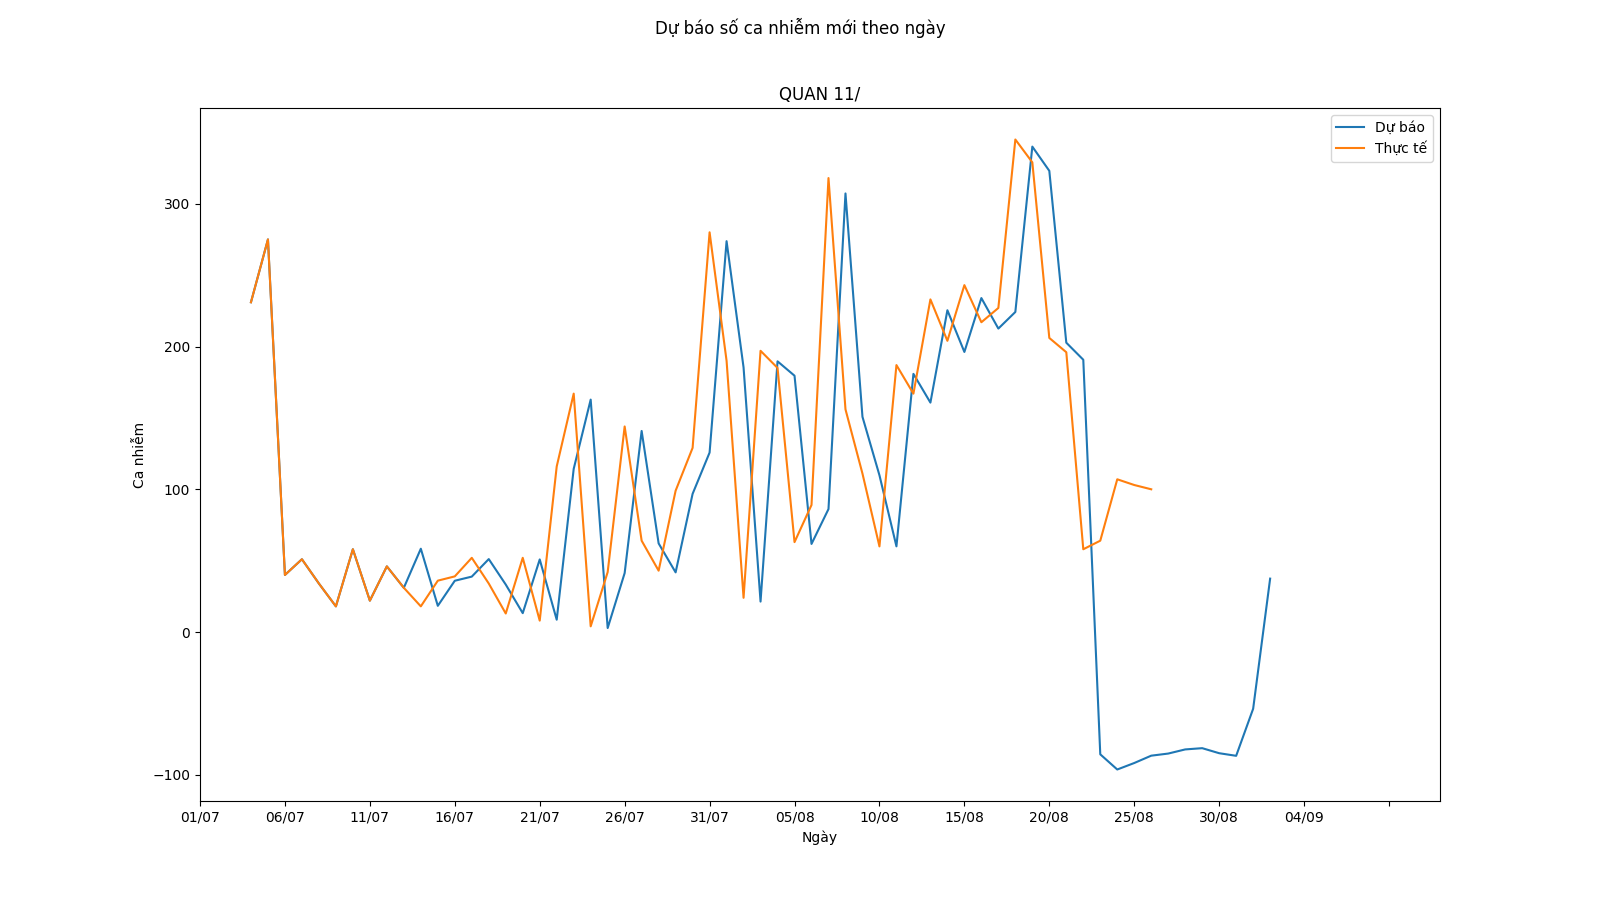 Dự báo số ca nhiễm mới theo ngày
QUAN 11/
Dự báo
Thực tế
300
200
100
0
−100
Ca nhiễm
01/07 06/07 11/07 16/07 21/07 26/07 31/07 05/08 10/08 15/08 20/08 25/08 30/08 04/09
Ngày